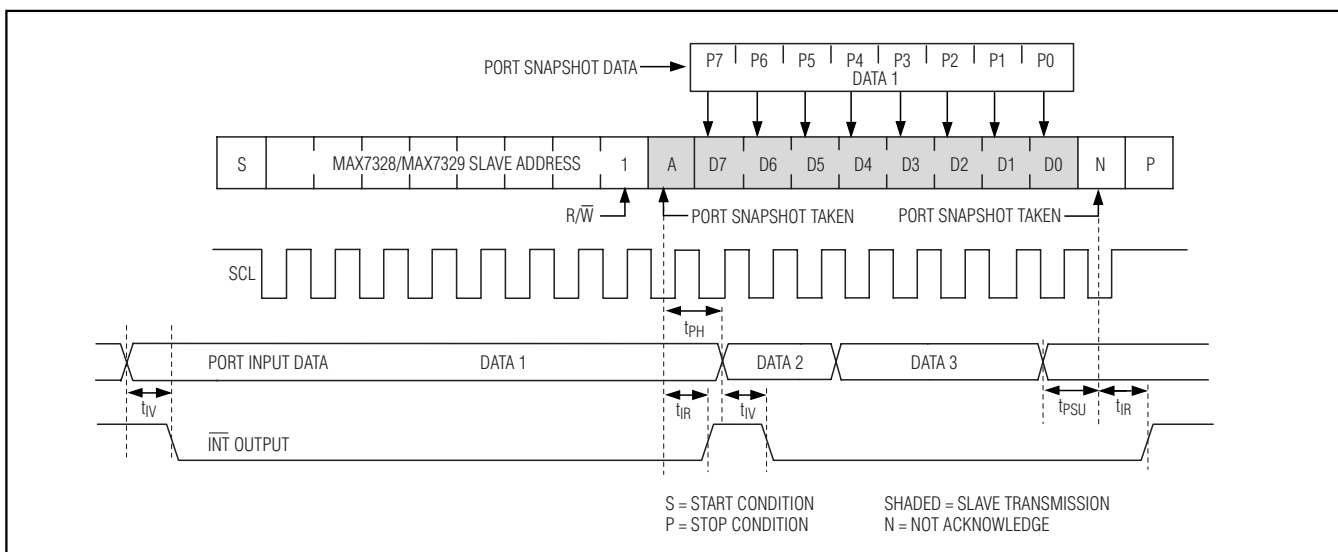 PORT SNAPSHOT DATA
P7 P6 P5 P4 P3 P2 P1 P0
DATA 1
S MAX7328/MAX7329 SLAVE ADDRESS 1 A D7 D6 D5 D4 D3 D2 D1 D0 N P
R/W̅ PORT SNAPSHOT TAKEN PORT SNAPSHOT TAKEN
SCL
tPH
PORT INPUT DATA DATA 1 DATA 2 DATA 3
tIV tIR tIV tPSU tIR
I̅N̅T̅ OUTPUT
S = START CONDITION SHADED = SLAVE TRANSMISSION
P = STOP CONDITION N = NOT ACKNOWLEDGE